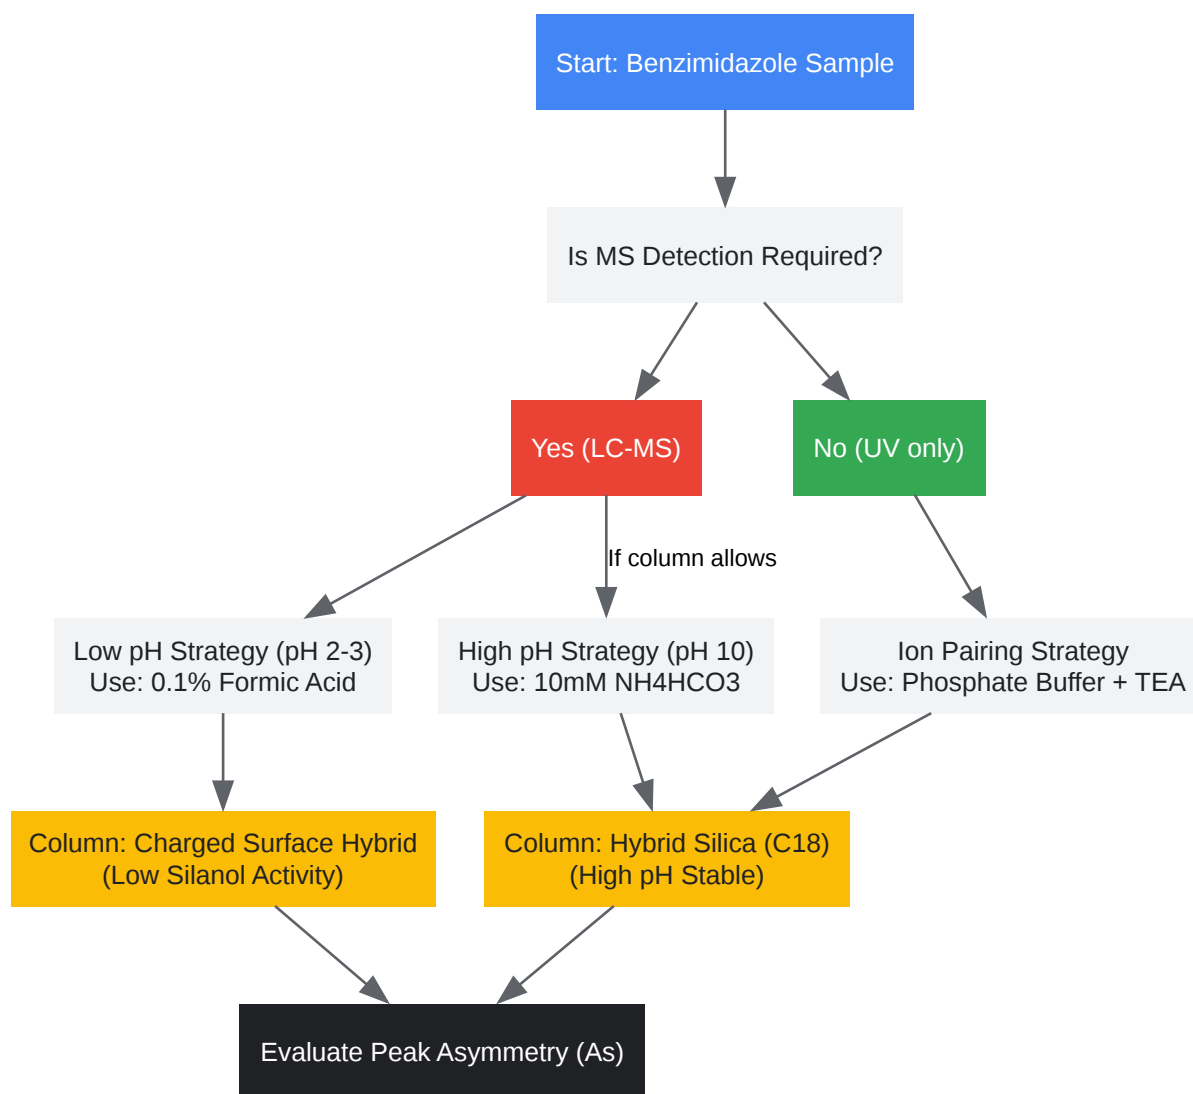 Start: Benzimidazole Sample
Is MS Detection Required?
Yes (LC-MS)
No (UV only)
If column allows
Low pH Strategy (pH 2-3)
Use: 0.1% Formic Acid
High pH Strategy (pH 10)
Use: 10mM NH4HCO3
Ion Pairing Strategy
Use: Phosphate Buffer + TEA
Column: Charged Surface Hybrid
(Low Silanol Activity)
Column: Hybrid Silica (C18)
(High pH Stable)
Evaluate Peak Asymmetry (As)